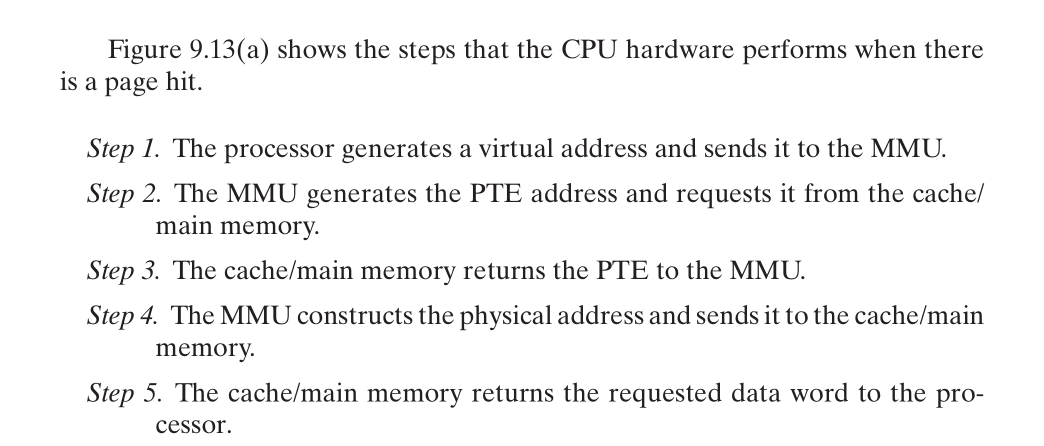 Figure 9.13(a) shows the steps that the CPU hardware performs when there
is a page hit.
Step 1. The processor generates a virtual address and sends it to the MMU.
Step 2. The MMU generates the PTE address and requests it from the cache/
main memory.
Step 3. The cache/main memory returns the PTE to the MMU.
Step 4. The MMU constructs the physical address and sends it to the cache/main
memory.
Step 5. The cache/main memory returns the requested data word to the pro-
cessor.